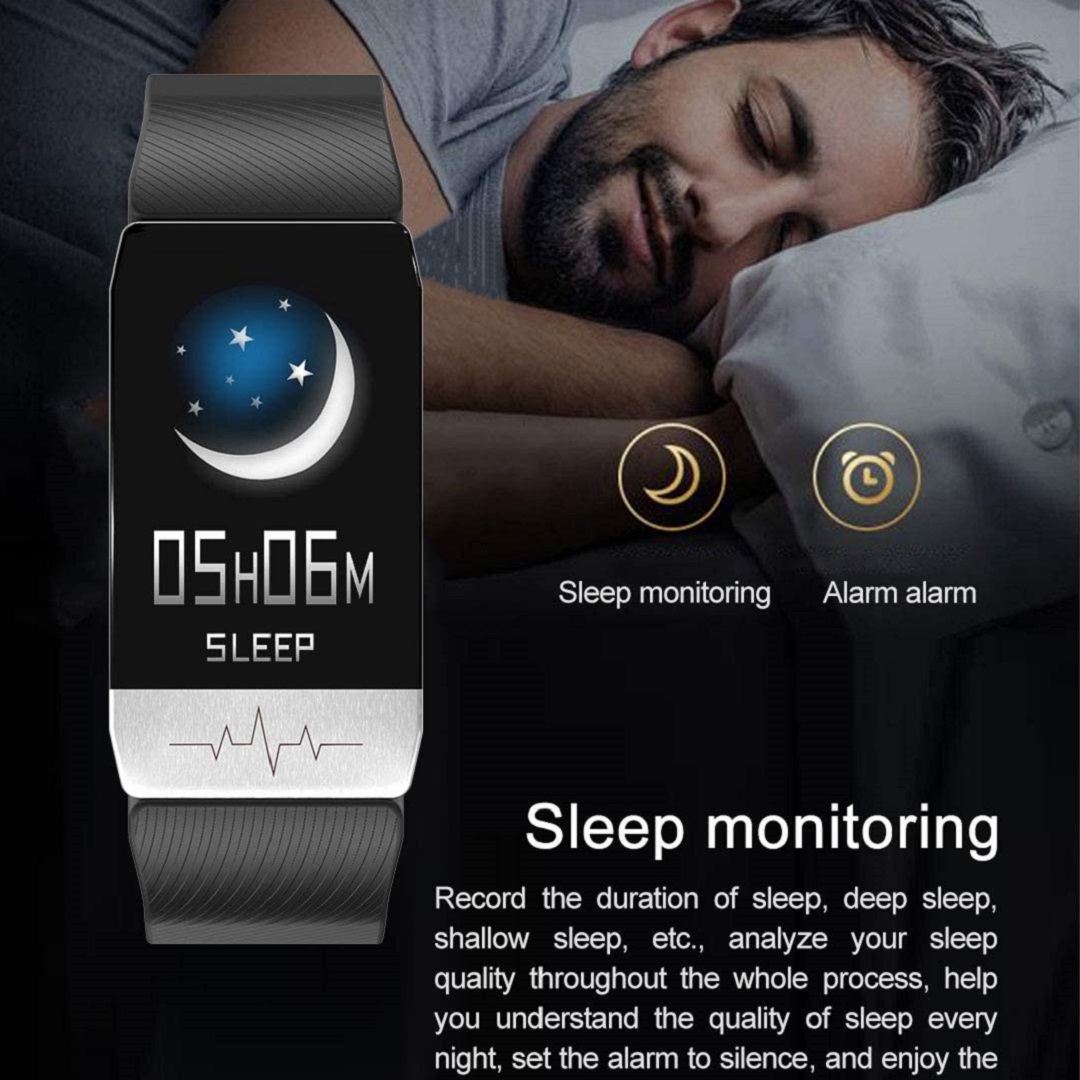 05H06M
SLEEP
Sleep monitoring
Alarm alarm
Sleep monitoring
Record the duration of sleep, deep sleep,
shallow sleep, etc., analyze your sleep
quality throughout the whole process, help
you understand the quality of sleep every
night, set the alarm to silence, and enjoy the